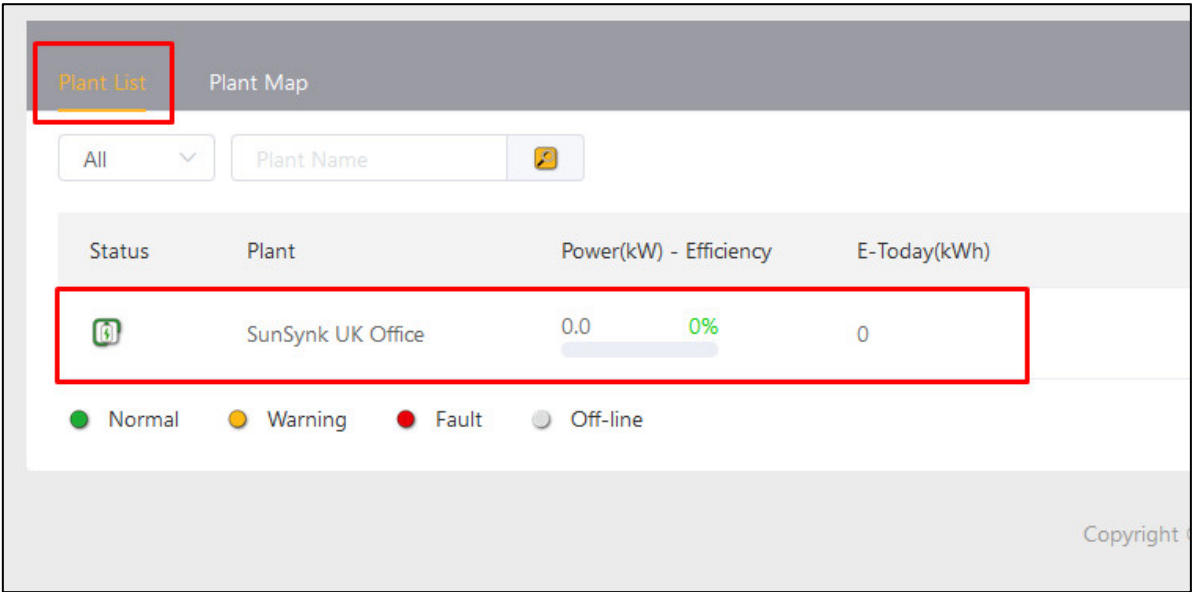 Plant List Plant Map
All Plant Name
Status Plant Power(kW) - Efficiency E-Today(kWh)
SunSynk UK Office 0.0 0% 0
Normal Warning Fault Off-line
Copyright